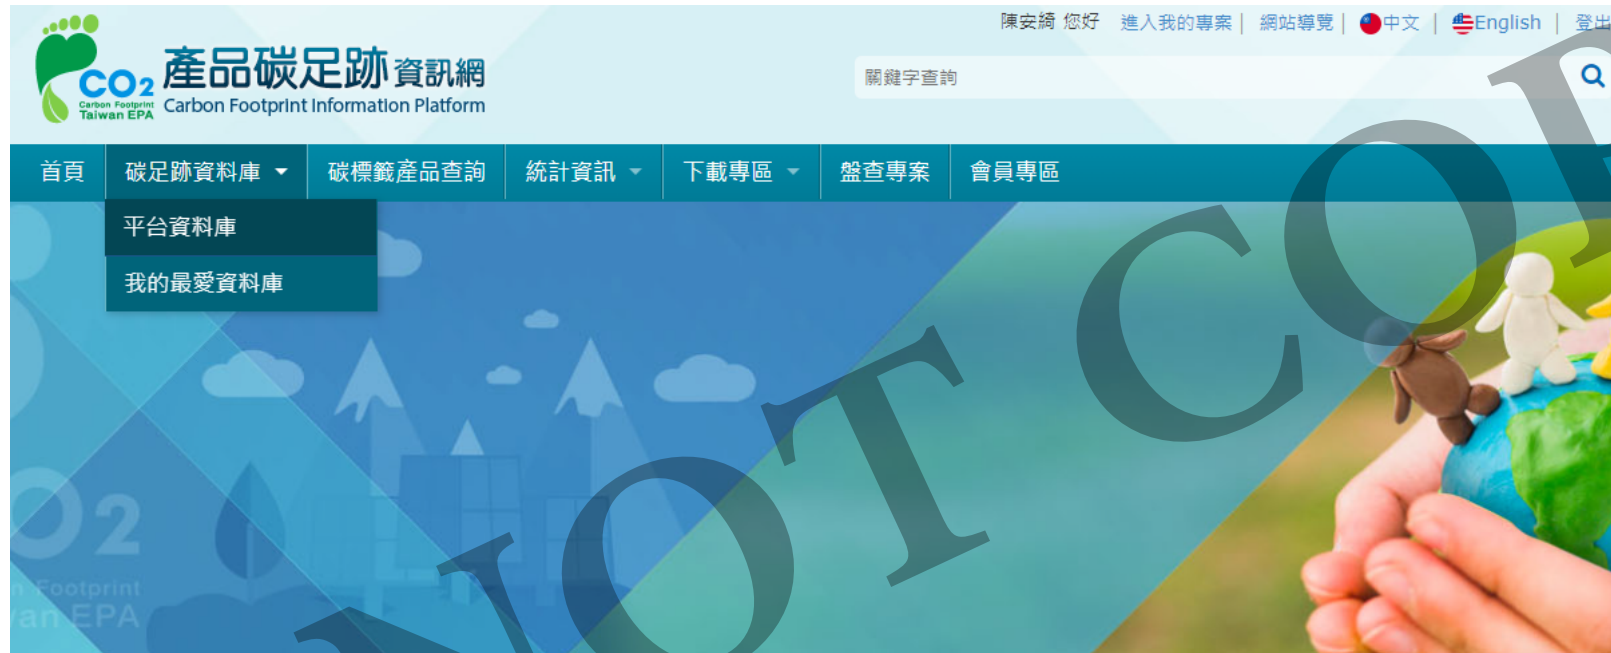 陳安綺 您好 進入我的專案 | 網站導覽 | 中文 | English | 登出
CO2 產品碳足跡 資訊網
Carbon Footprint Taiwan EPA
Carbon Footprint Information Platform
關鍵字查詢
首頁 碳足跡資料庫 碳標籤產品查詢 統計資訊 下載專區 盤查專案 會員專區
平台資料庫
我的最愛資料庫
O2
n Footprint
an EPA
NOT COP